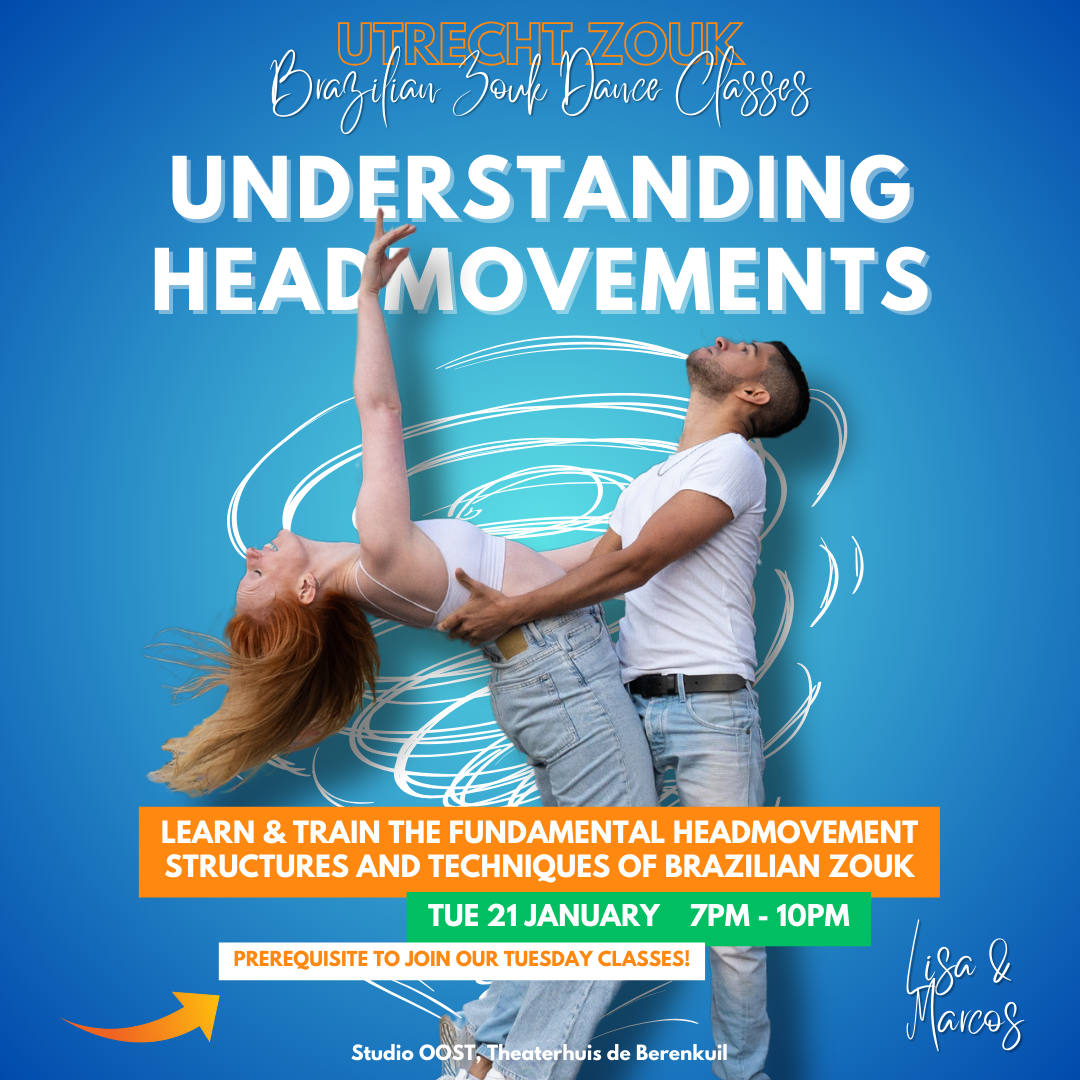 UTRECHT ZOUK
Brazilian Zouk Dance Classes
UNDERSTANDING
HEADMOVEMENTS
LEARN & TRAIN THE FUNDAMENTAL HEADMOVEMENT
STRUCTURES AND TECHNIQUES OF BRAZILIAN ZOUK
TUE 21 JANUARY 7PM - 10PM
PREREQUISITE TO JOIN OUR TUESDAY CLASSES!
Lisa &
Marcos
Studio OOST, Theaterhuis de Berenkuil